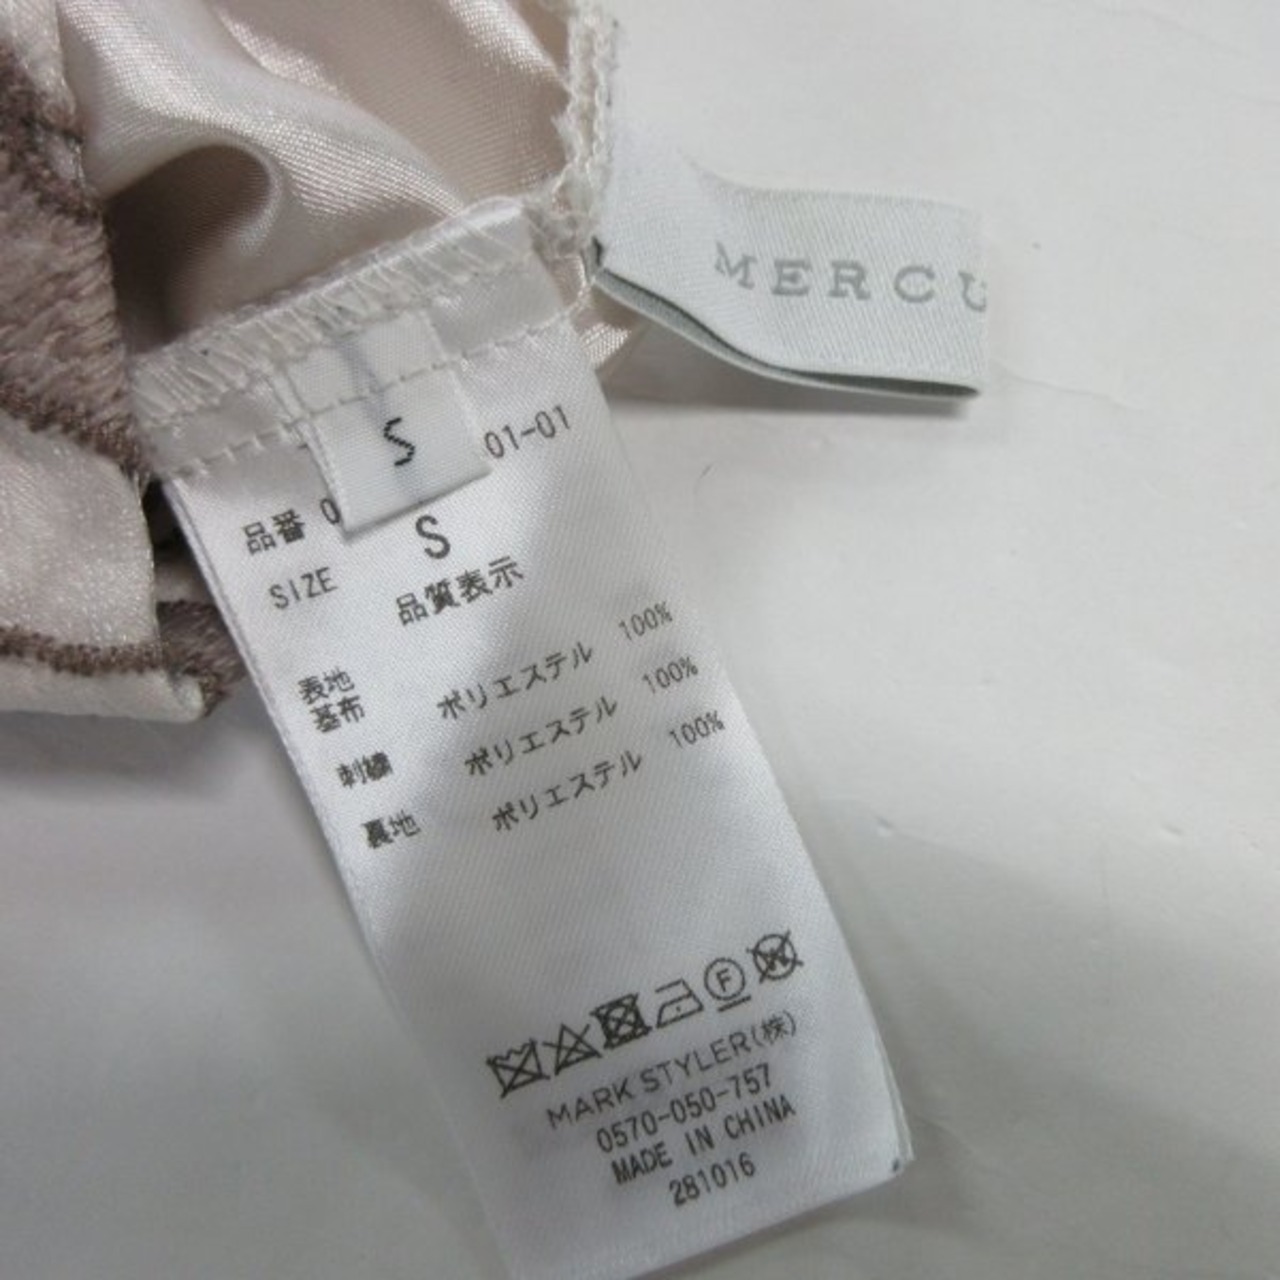 MERCU
S
01-01
品番 0
SIZE S
品質表示
表地
基布 ポリエステル 100%
刺繍 ポリエステル 100%
裏地 ポリエステル 100%
F
W
MARK STYLER(株)
0570-050-757
MADE IN CHINA
281016